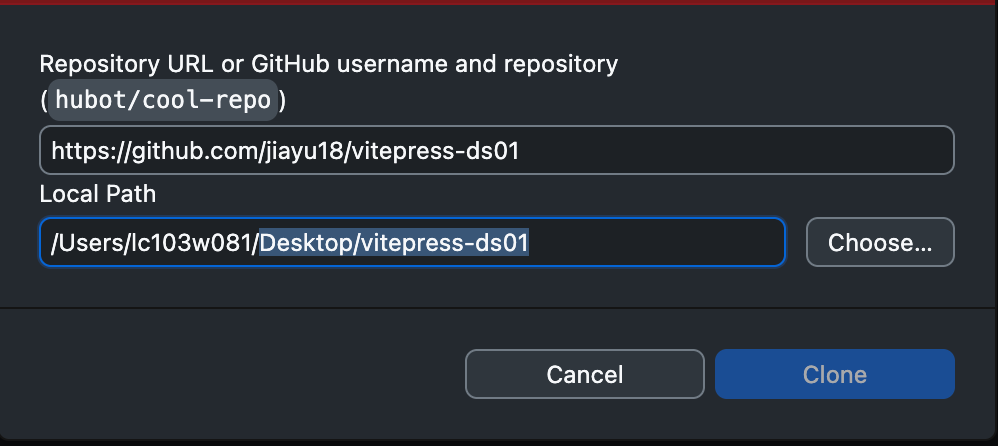 Repository URL or GitHub username and repository
(hubot/cool-repo)
https://github.com/jiayu18/vitepress-ds01
Local Path
/Users/lc103w081/Desktop/vitepress-ds01
Choose...
Cancel
Clone